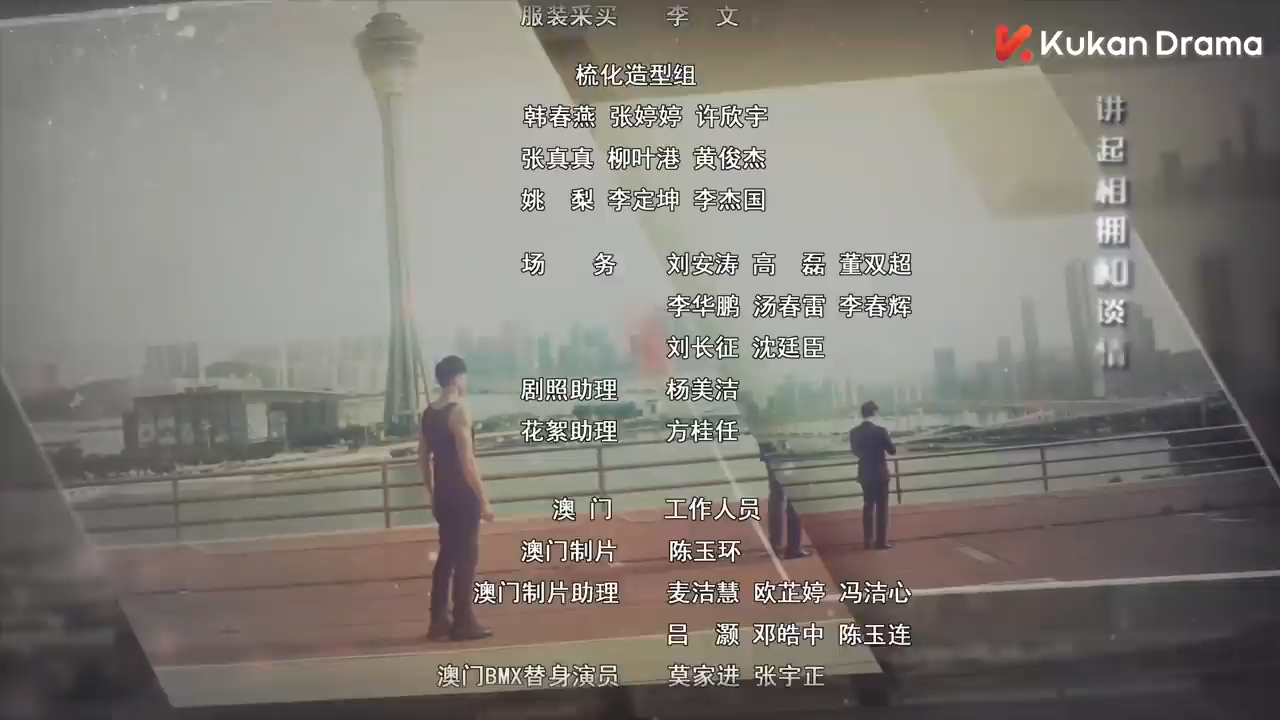 服装采买 李 文
Kukan Drama
梳化造型组
韩春燕 张婷婷 许欣宇
张真真 柳叶港 黄俊杰
姚 梨 李定坤 李杰国
场 务 刘安涛 高 磊 董双超
李华鹏 汤春雷 李春辉
刘长征 沈廷臣
剧照助理 杨美洁
花絮助理 方桂任
澳 门 工作人员
澳门制片 陈玉环
澳门制片助理 麦洁慧 欧芷婷 冯洁心
吕 灏 邓皓中 陈玉连
澳门BMX替身演员 莫家进 张宇正
讲起相拥和谈情